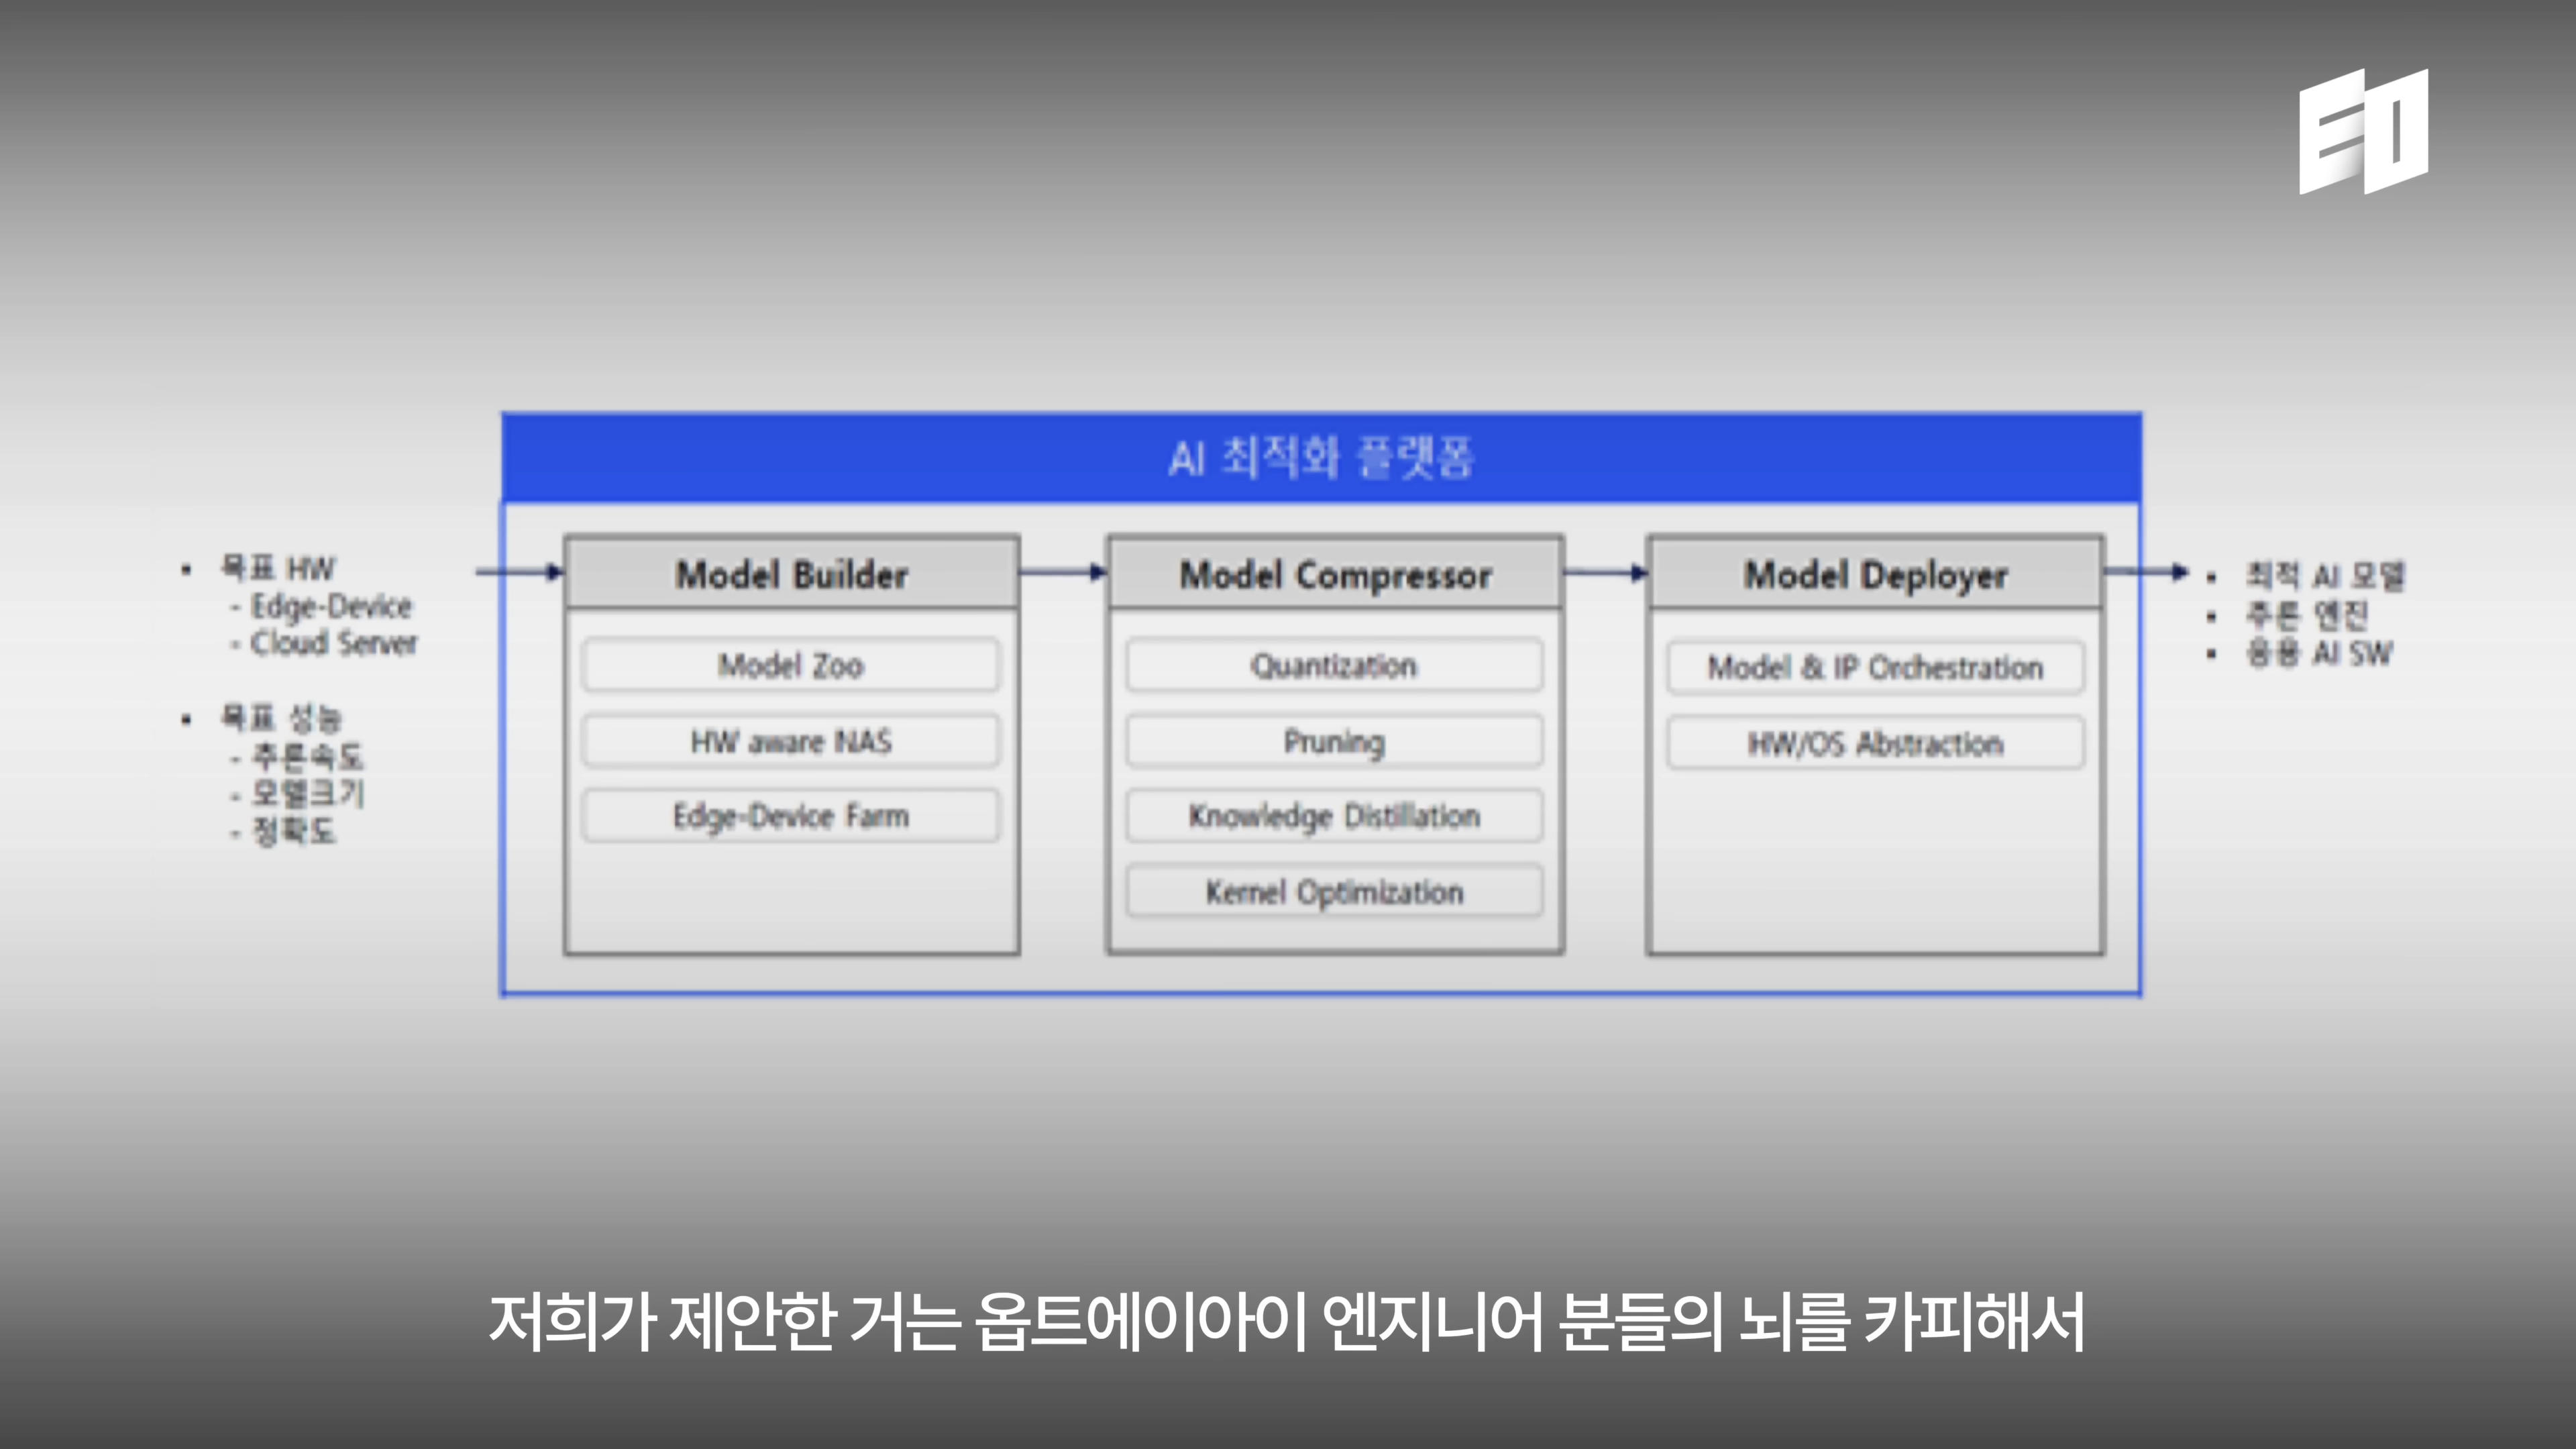 EO
AI 최적화 플랫폼
• 목표 HW
- Edge-Device
- Cloud Server
• 목표 성능
- 추론속도
- 모델크기
- 정확도
Model Builder
Model Zoo
HW aware NAS
Edge-Device Farm
Model Compressor
Quantization
Pruning
Knowledge Distillation
Kernel Optimization
Model Deployer
Model & IP Orchestration
HW/OS Abstraction
• 최적 AI 모델
• 추론 엔진
• 응용 AI SW
저희가 제안한 거는 옵트에이아이 엔지니어 분들의 뇌를 카피해서